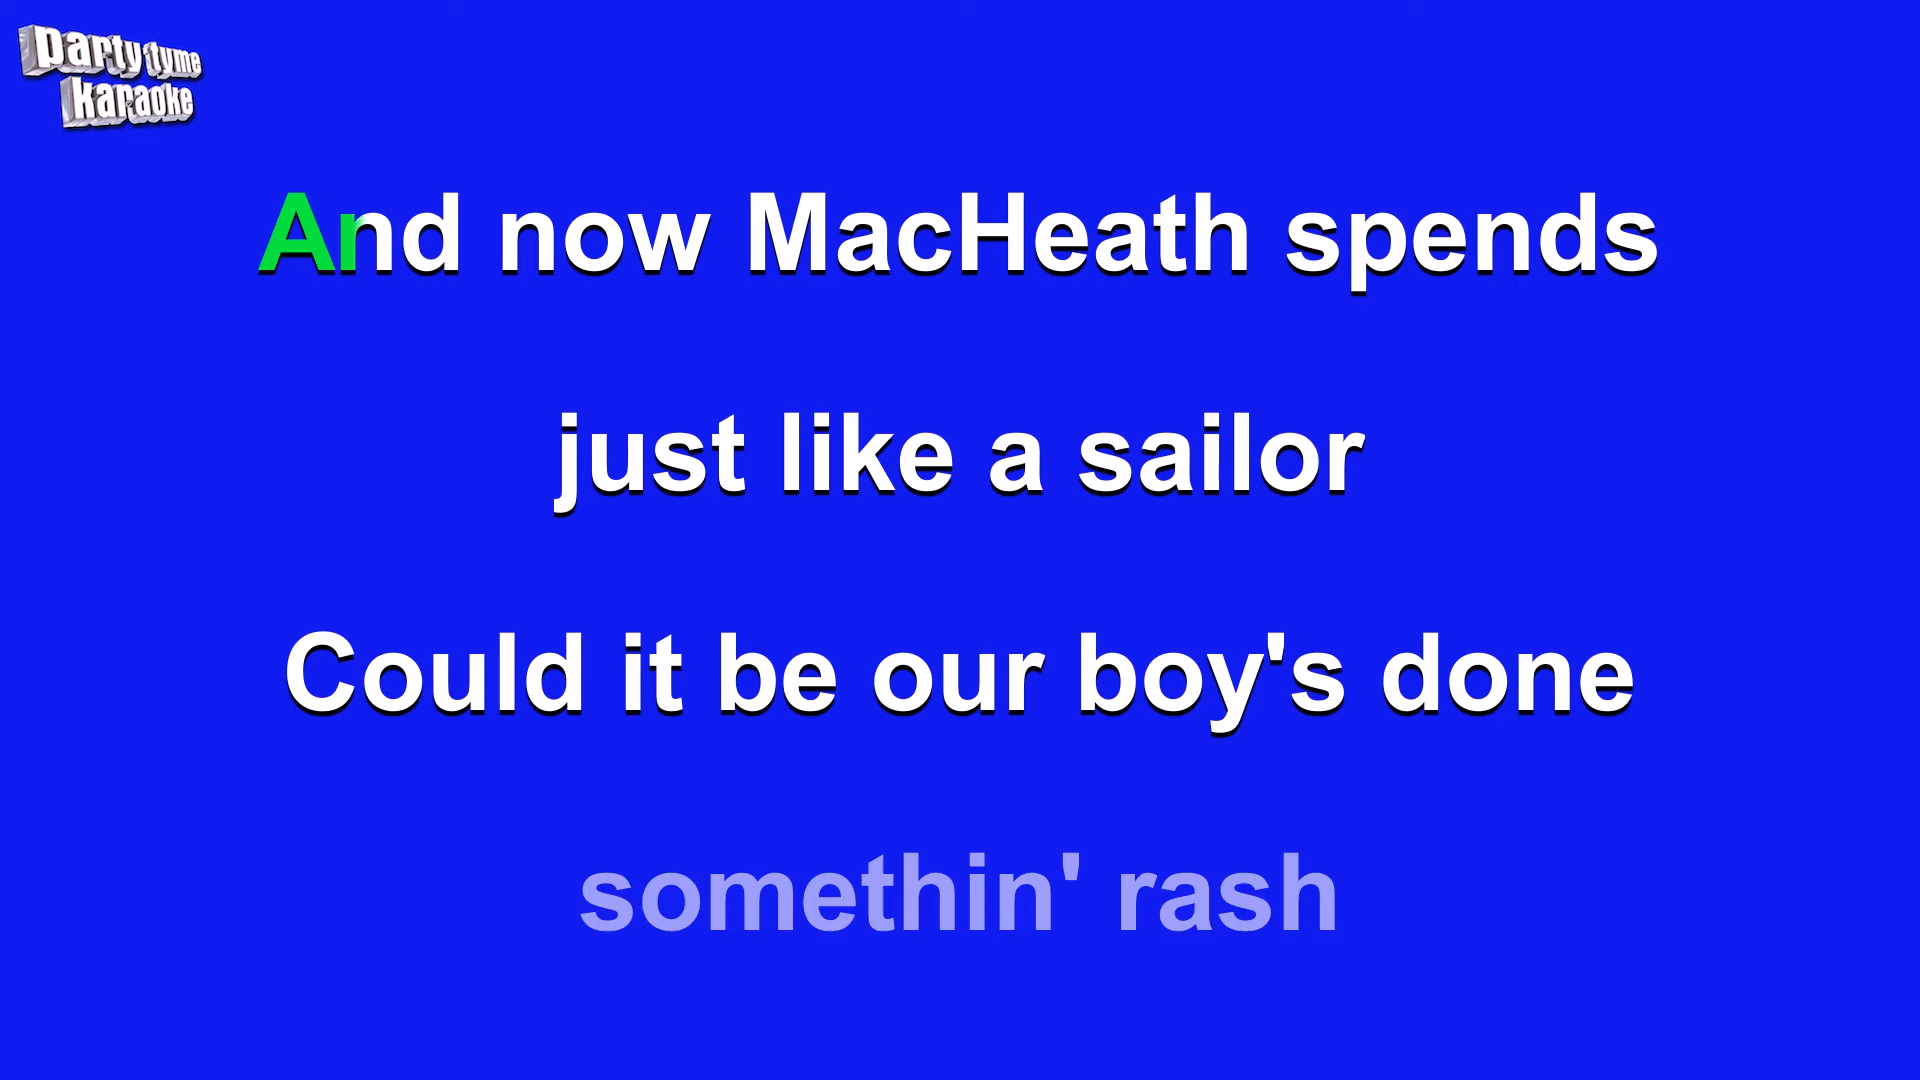 party tyme
karaoke
And now MacHeath spends
just like a sailor
Could it be our boy's done
somethin' rash